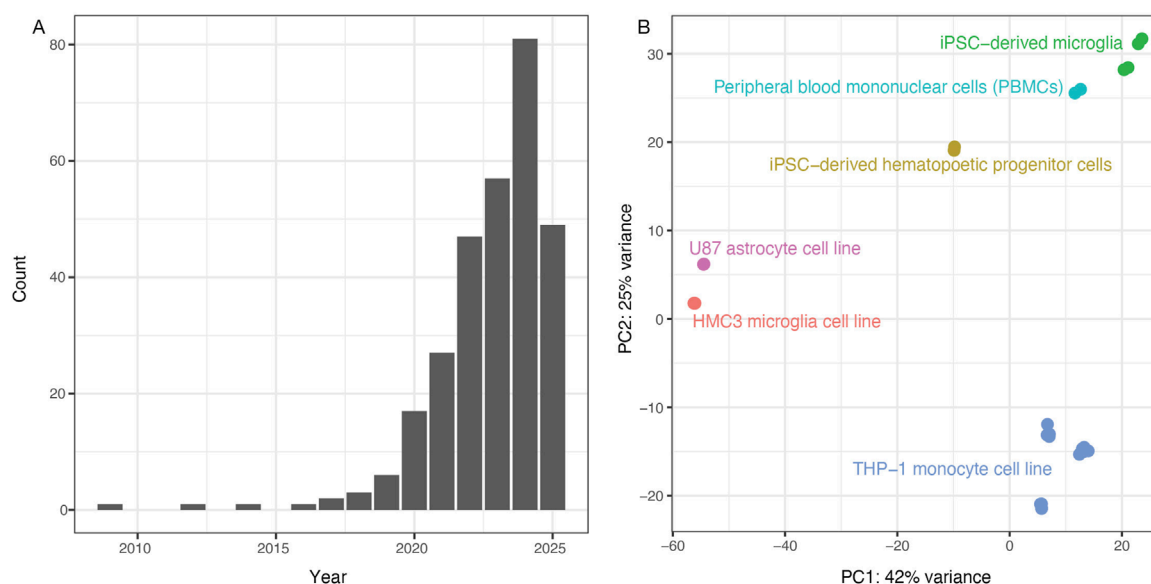 A
80
60
40
20
0
Count
2010
2015
2020
2025
Year
B
iPSC−derived microglia
Peripheral blood mononuclear cells (PBMCs)
iPSC−derived hematopoetic progenitor cells
U87 astrocyte cell line
HMC3 microglia cell line
THP−1 monocyte cell line
30
20
10
0
−10
−20
PC2: 25% variance
−60
−40
−20
0
20
PC1: 42% variance